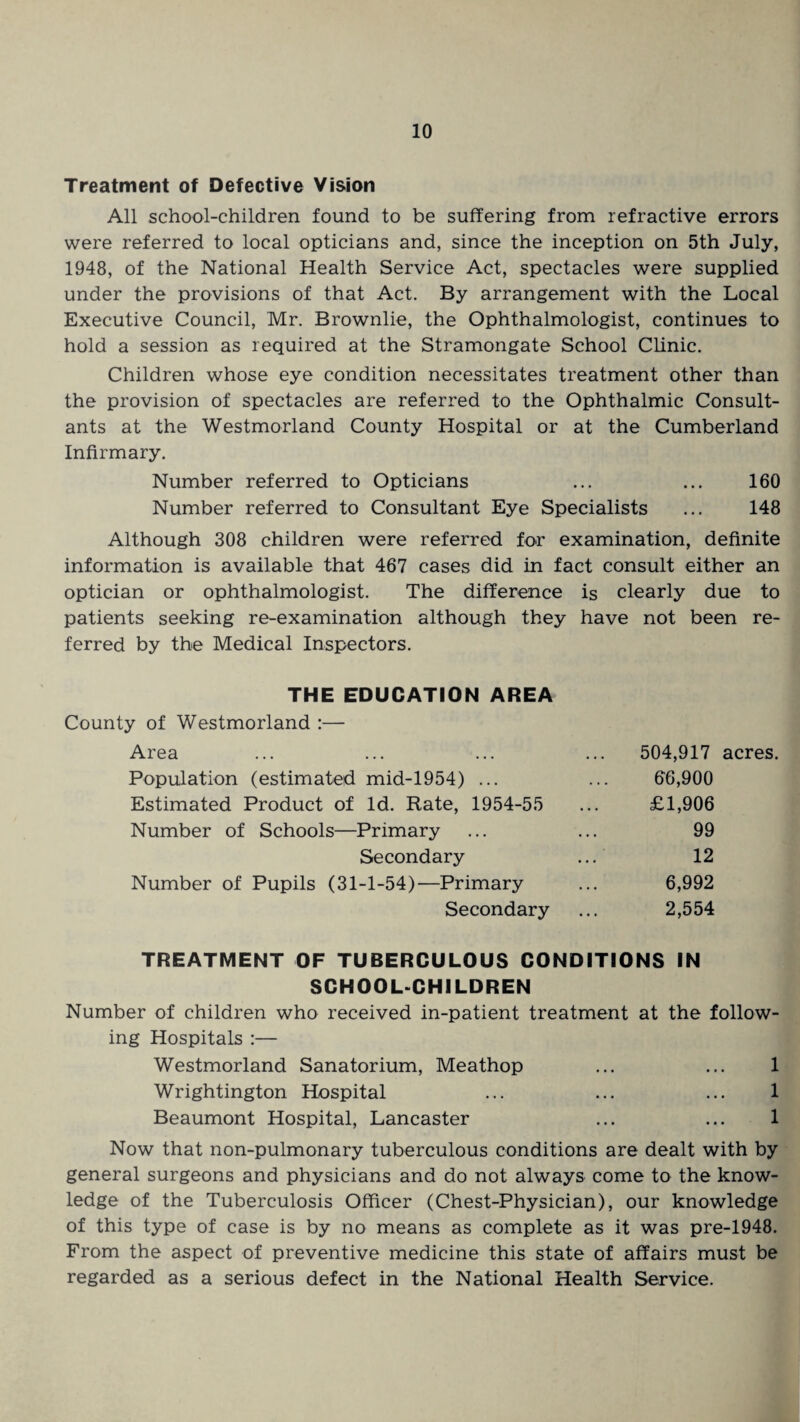 10
Treatment of Defective Vision
All school-children found to be suffering from refractive errors
were referred to local opticians and, since the inception on 5th July,
1948, of the National Health Service Act, spectacles were supplied
under the provisions of that Act. By arrangement with the Local
Executive Council, Mr. Brownlie, the Ophthalmologist, continues to
hold a session as required at the Stramongate School Clinic.
Children whose eye condition necessitates treatment other than
the provision of spectacles are referred to the Ophthalmic Consult-
ants at the Westmorland County Hospital or at the Cumberland
Infirmary.
Number referred to Opticians ... ... 160
Number referred to Consultant Eye Specialists ... 148
Although 308 children were referred for examination, definite
information is available that 467 cases did in fact consult either an
optician or ophthalmologist. The difference is clearly due to
patients seeking re-examination although they have not been re-
ferred by the Medical Inspectors.
THE EDUCATION AREA
County of Westmorland :—
Area ... ... ... ... 504,917 acres.
Population (estimated mid-1954) ... ... 66,900
Estimated Product of 1d. Rate, 1954-55 ... £1,906
Number of Schools—Primary ... ... 99
Secondary ... 12
Number of Pupils (31-1-54)—Primary ... 6,992
Secondary ... 2,554
TREATMENT OF TUBERCULOUS CONDITIONS IN
SCHOOL-CHILDREN
Number of children who received in-patient treatment at the follow-
ing Hospitals :—
Westmorland Sanatorium, Meathop ... ... 1
Wrightington Hospital ... ... ... 1
Beaumont Hospital, Lancaster ... ... 1
Now that non-pulmonary tuberculous conditions are dealt with by
general surgeons and physicians and do not always come to the know-
ledge of the Tuberculosis Officer (Chest-Physician), our knowledge
of this type of case is by no means as complete as it was pre-1948.
From the aspect of preventive medicine this state of affairs must be
regarded as a serious defect in the National Health Service.